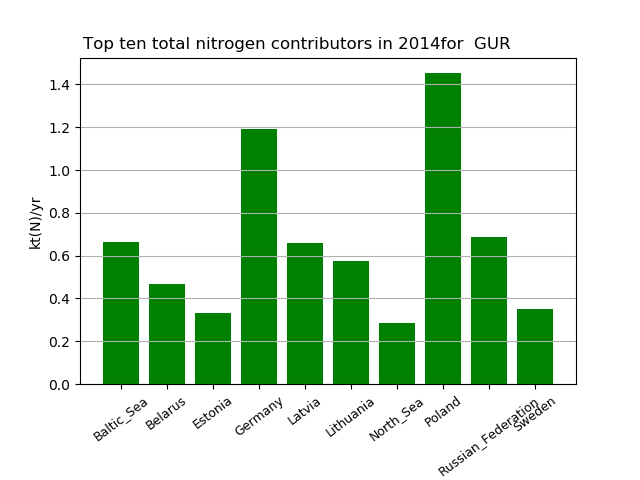 Top ten total nitrogen contributors in 2014for  GUR
kt(N)/yr
1.4
1.2
1.0
0.8
0.6
0.4
0.2
0.0
Baltic_Sea
Belarus
Estonia
Germany
Latvia
Lithuania
North_Sea
Poland
Russian_Federation
Sweden